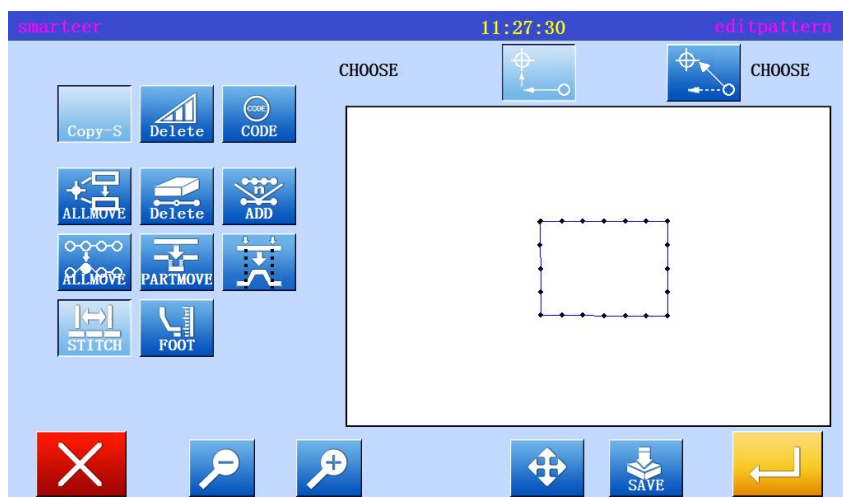 smarteer 11:27:30 editpattern
CHOOSE CHOOSE
Copy-S Delete CODE CODE
ALLMOVE Delete n ADD
ALLMOVE PARTMOVE
STITCH FOOT
SAVE